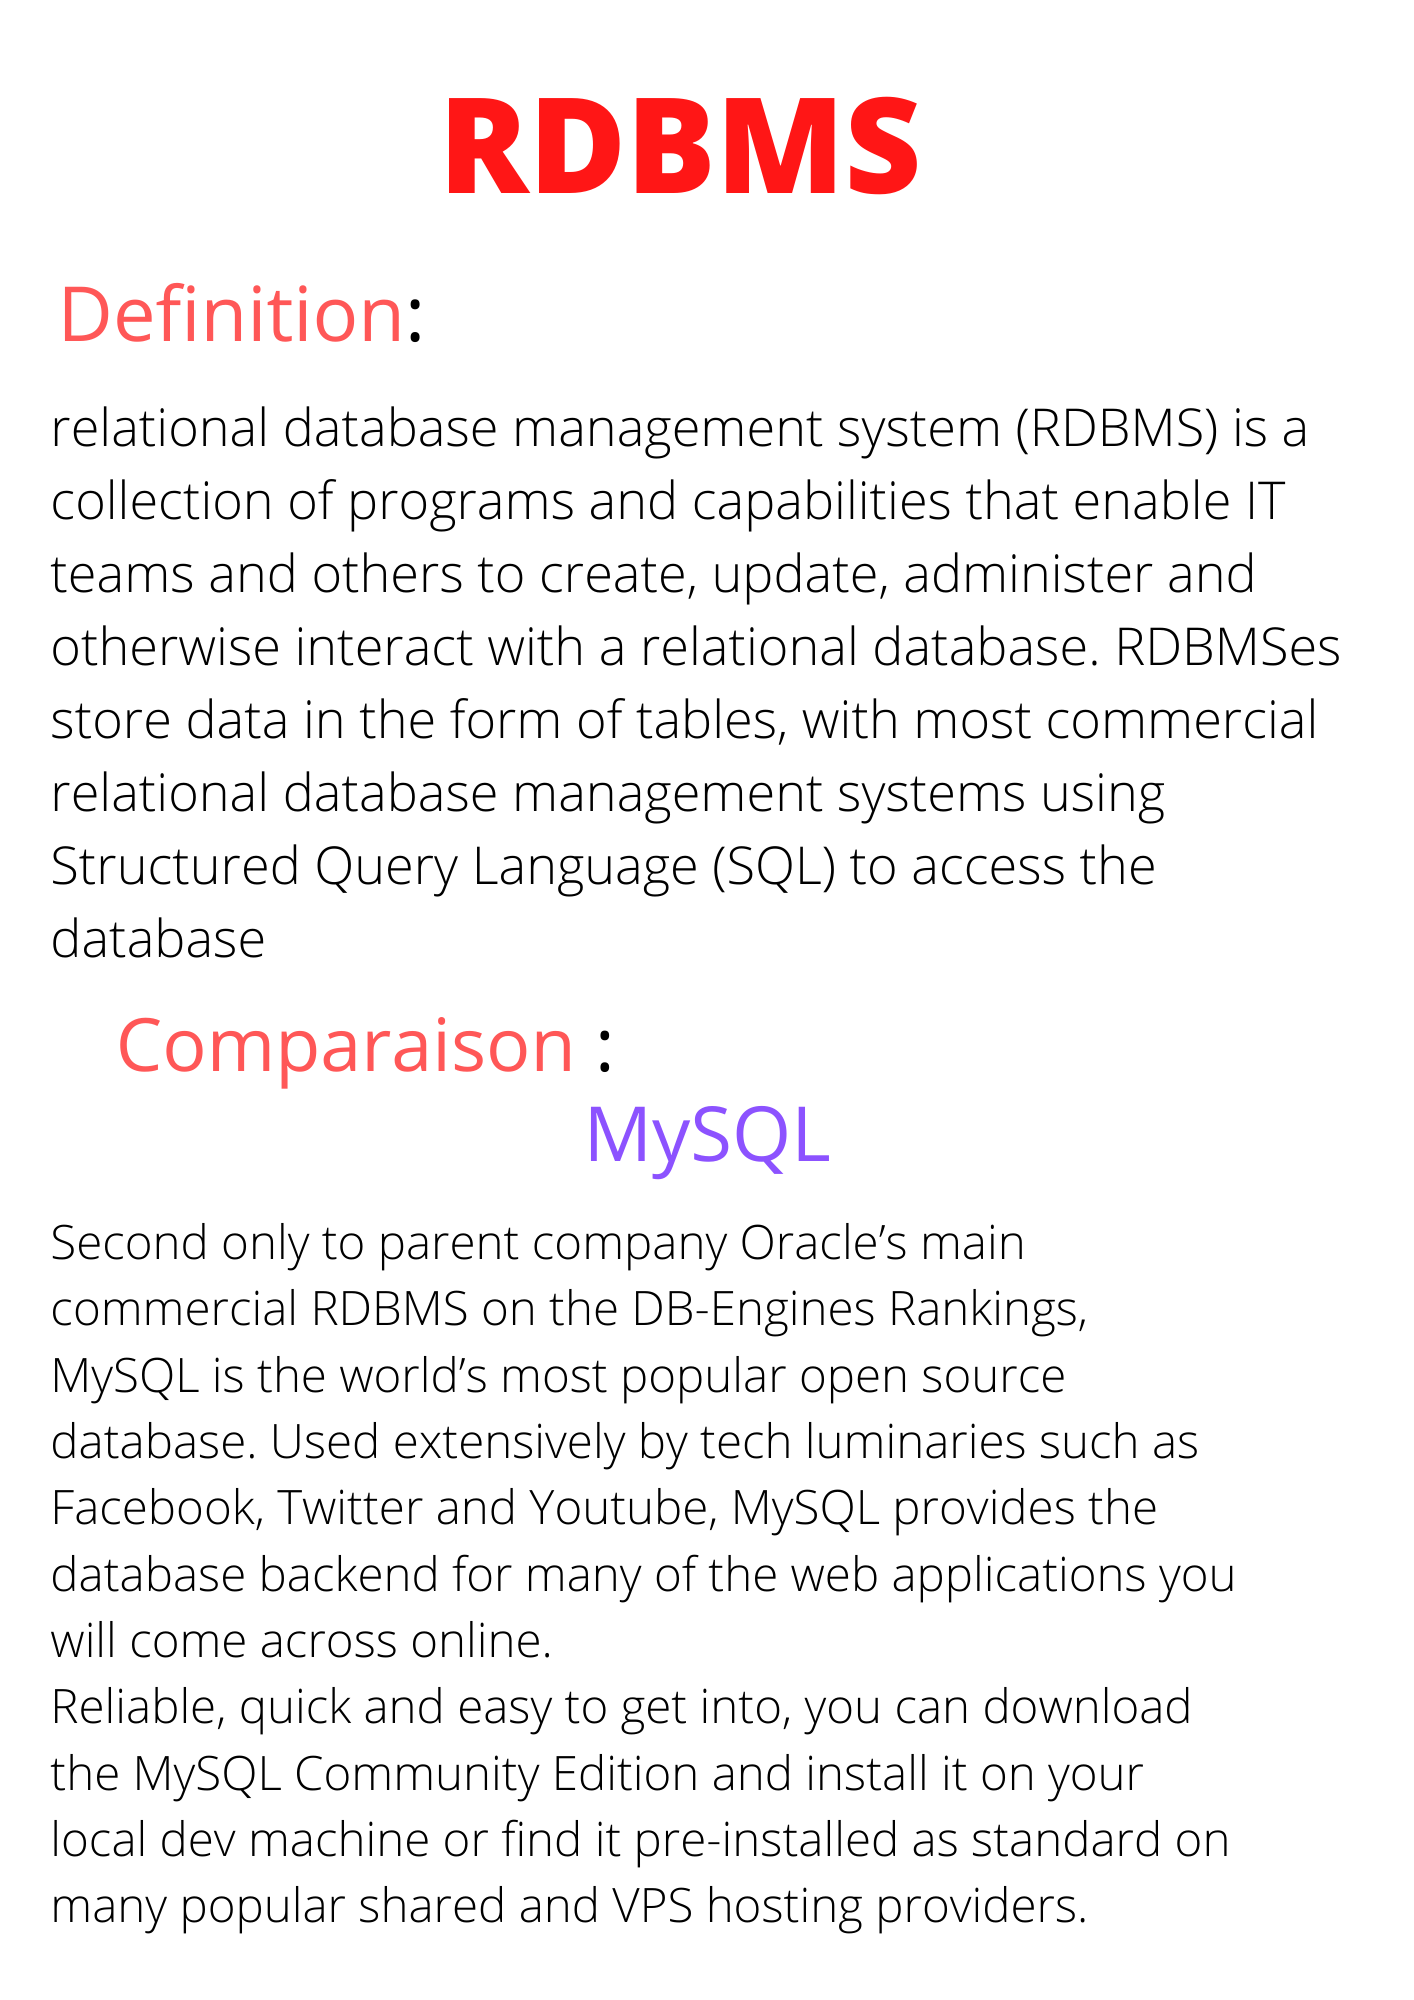 RDBMS
Definition:
relational database management system (RDBMS) is a
collection of programs and capabilities that enable IT
teams and others to create, update, administer and
otherwise interact with a relational database. RDBMSes
store data in the form of tables, with most commercial
relational database management systems using
Structured Query Language (SQL) to access the
database
Comparaison :
MySQL
Second only to parent company Oracle’s main
commercial RDBMS on the DB-Engines Rankings,
MySQL is the world’s most popular open source
database. Used extensively by tech luminaries such as
Facebook, Twitter and Youtube, MySQL provides the
database backend for many of the web applications you
will come across online.
Reliable, quick and easy to get into, you can download
the MySQL Community Edition and install it on your
local dev machine or find it pre-installed as standard on
many popular shared and VPS hosting providers.